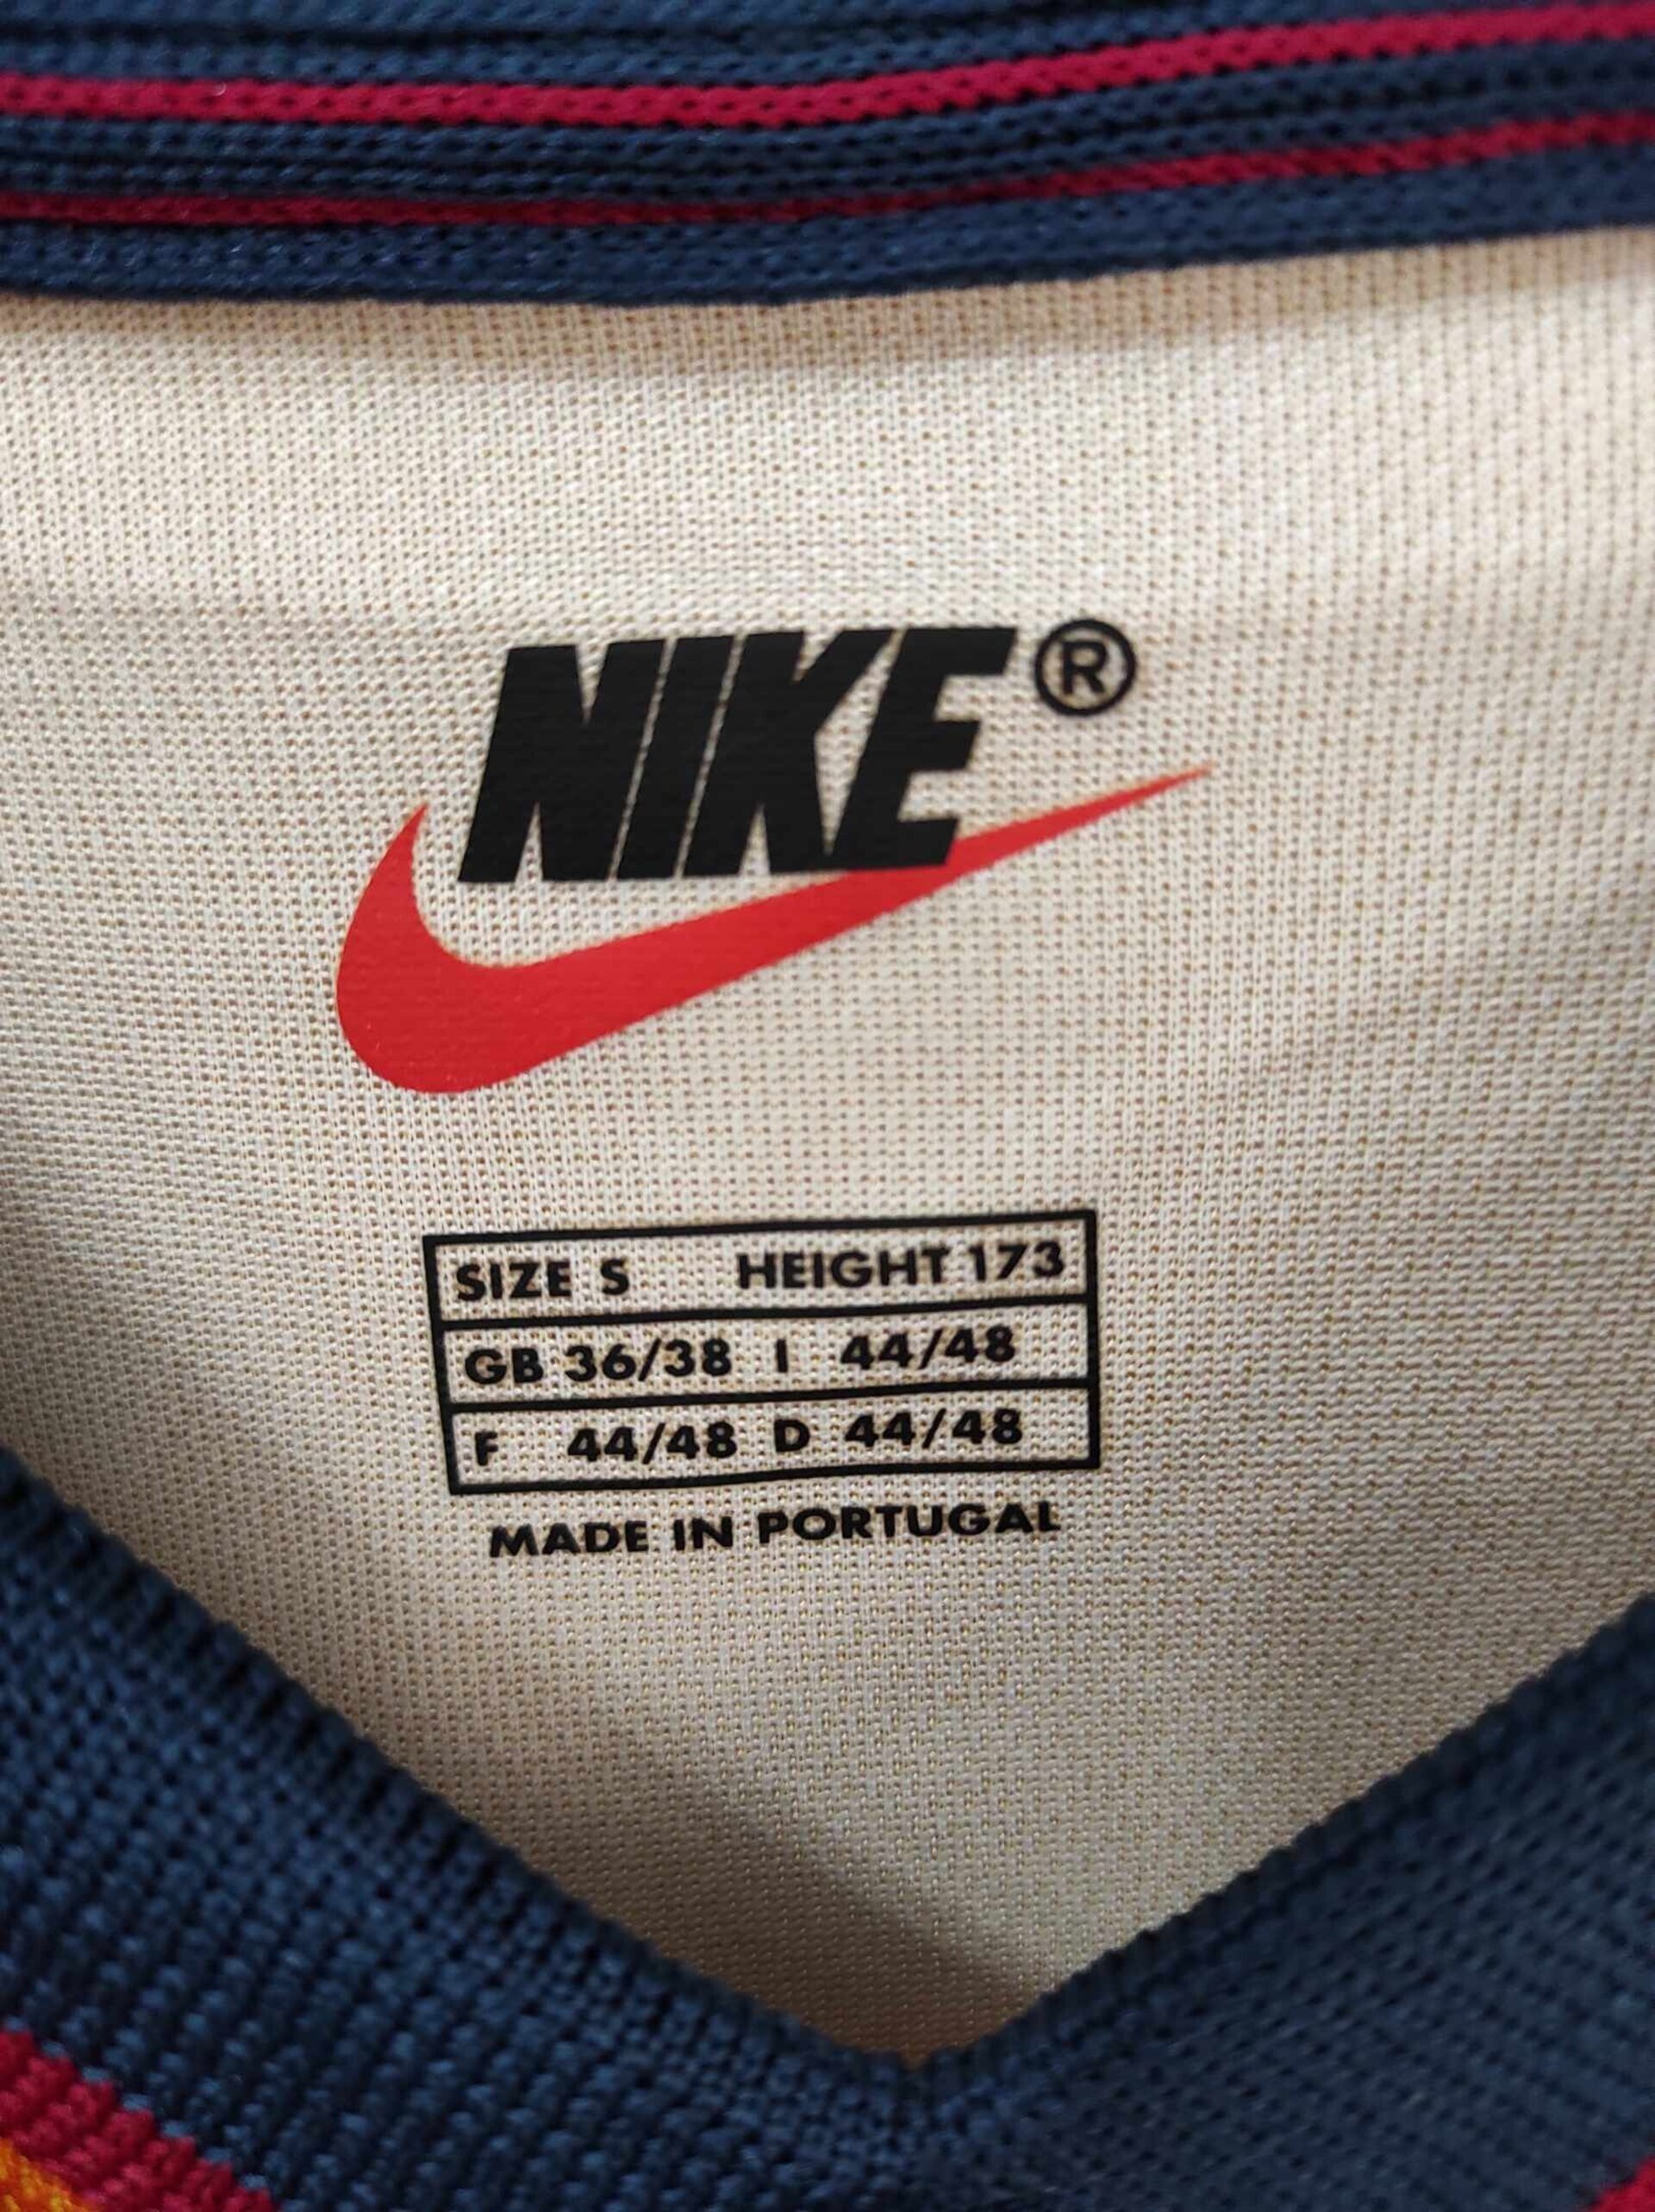 NIKE®
SIZE S HEIGHT 173
GB 36/38 I 44/48
F 44/48 D 44/48
MADE IN PORTUGAL